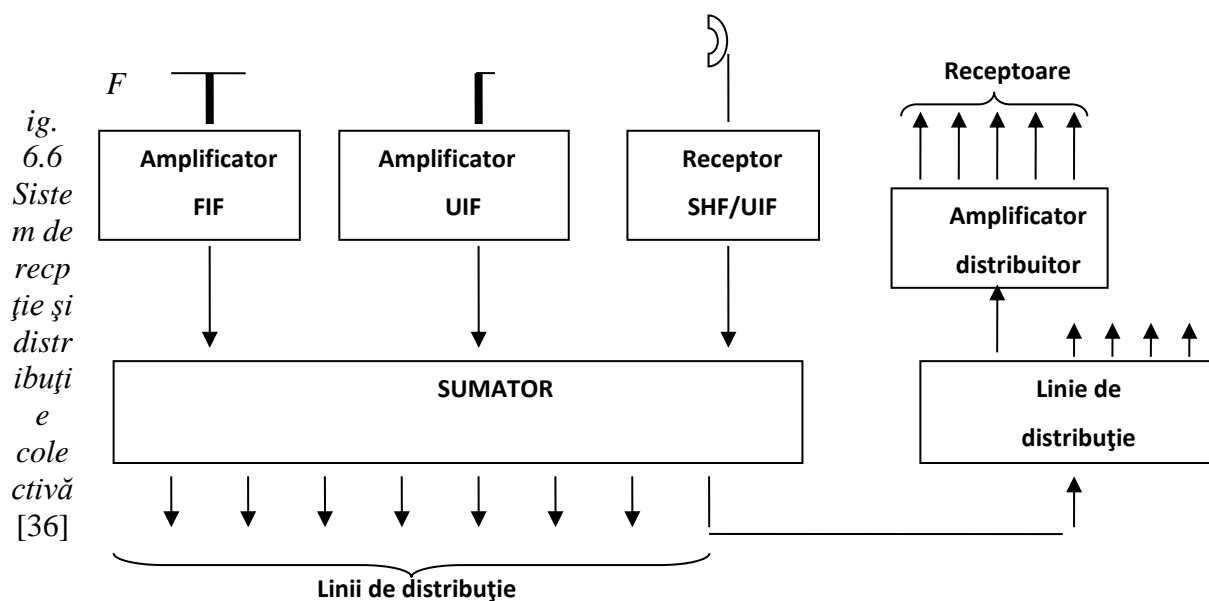 F
ig.
6.6
Siste
m de
recp
ţie şi
distr
ibuţi
e
cole
ctivă
[36]
Amplificator
FIF
Amplificator
UIF
Receptor
SHF/UIF
Receptoare
Amplificator
distribuitor
SUMATOR
Linie de
distribuţie
Linii de distribuţie